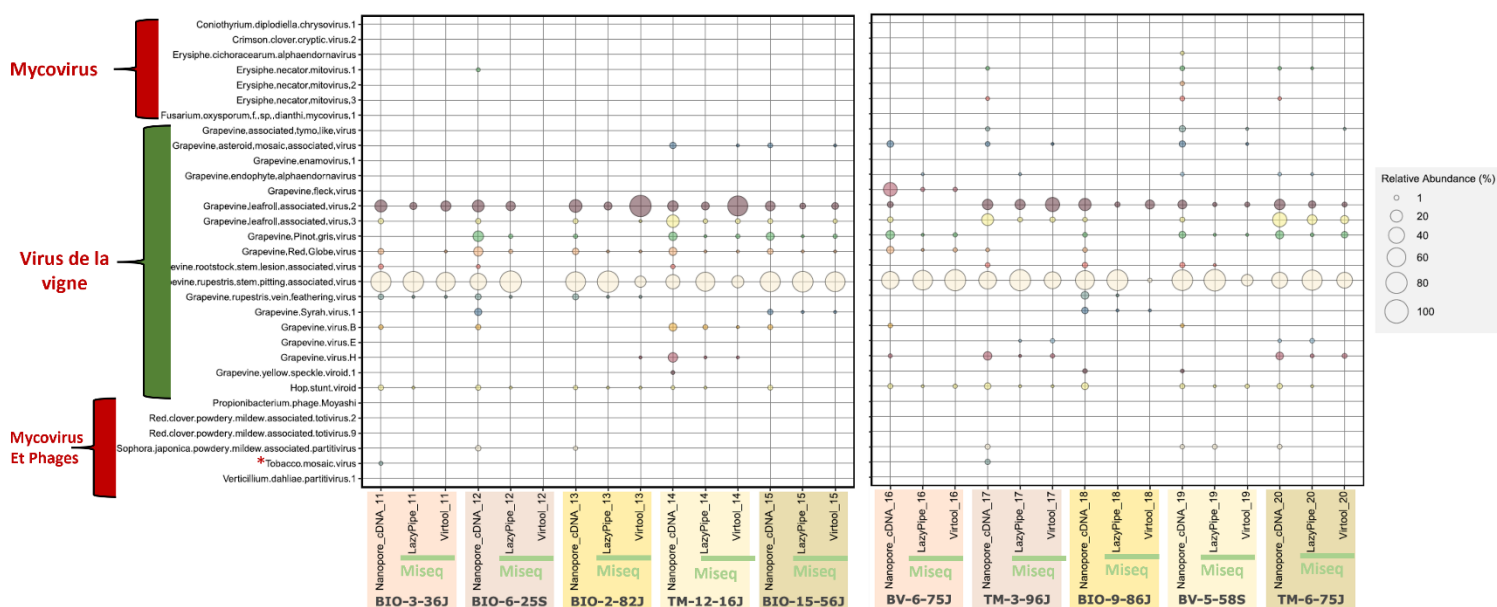 Mycovirus
Virus de la
vigne
Mycovirus
Et Phages
Coniothyrium.diplodiella.chrysovirus.1
Crimson.clover.cryptic.virus.2
Erysiphe.cichoracearum.alphaendornavirus
Erysiphe.necator.mitovirus.1
Erysiphe.necator.mitovirus.2
Erysiphe.necator.mitovirus.3
Fusarium.oxysporum.f..sp..dianthi.mycovirus.1
Grapevine.associated.tymo.like.virus
Grapevine.asteroid.mosaic.associated.virus
Grapevine.enamovirus.1
Grapevine.endophyte.alphaendornavirus
Grapevine.fleck.virus
Grapevine.leafroll.associated.virus.2
Grapevine.leafroll.associated.virus.3
Grapevine.Pinot.gris.virus
Grapevine.Red.Globe.virus
evine.rootstock.stem.lesion.associated.virus
evine.rupestris.stem.pitting.associated.virus
Grapevine.rupestris.vein.feathering.virus
Grapevine.Syrah.virus.1
Grapevine.virus.B
Grapevine.virus.E
Grapevine.virus.H
Grapevine.yellow.speckle.viroid.1
Hop.stunt.viroid
Propionibacterium.phage.Moyashi
Red.clover.powdery.mildew.associated.totivirus.2
Red.clover.powdery.mildew.associated.totivirus.9
Sophora.japonica.powdery.mildew.associated.partitivirus
*Tobacco.mosaic.virus
Verticillium.dahliae.partitivirus.1
Nanopore_cDNA_11
LazyPipe_11
Virtool_11
Nanopore_cDNA_12
LazyPipe_12
Virtool_12
Nanopore_cDNA_13
LazyPipe_13
Virtool_13
Nanopore_cDNA_14
LazyPipe_14
Virtool_14
Nanopore_cDNA_15
LazyPipe_15
Virtool_15
Nanopore_cDNA_16
LazyPipe_16
Virtool_16
Nanopore_cDNA_17
LazyPipe_17
Virtool_17
Nanopore_cDNA_18
LazyPipe_18
Virtool_18
Nanopore_cDNA_19
LazyPipe_19
Virtool_19
Nanopore_cDNA_20
LazyPipe_20
Virtool_20
Miseq Miseq Miseq Miseq Miseq Miseq Miseq Miseq Miseq Miseq
BIO-3-36J BIO-6-25S BIO-2-82J TM-12-16J BIO-15-56J BV-6-75J TM-3-96J BIO-9-86J BV-5-58S TM-6-75J
Relative Abundance (%)
1
20
40
60
80
100